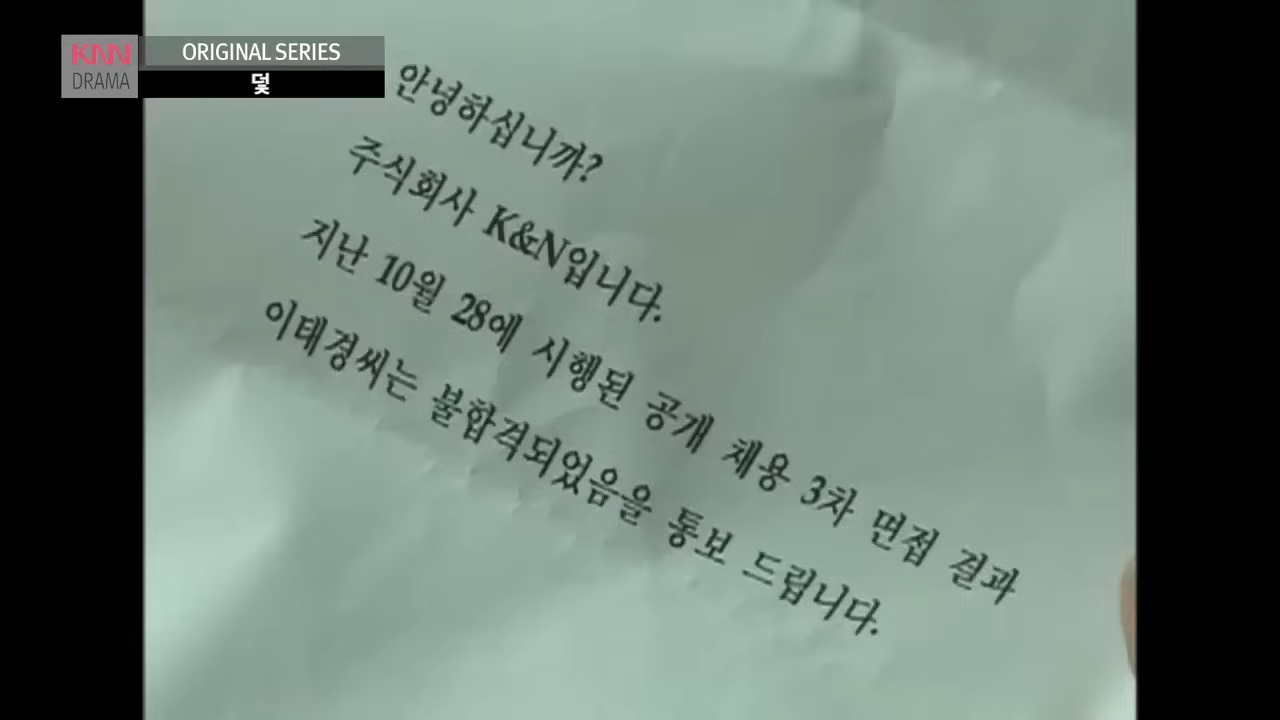 KNN
DRAMA
ORIGINAL SERIES
덫
안녕하십니까?
주식회사 K&N입니다.
지난 10월 28에 시행된 공개 채용 3차 면접 결과
이태경씨는 불합격되었음을 통보 드립니다.